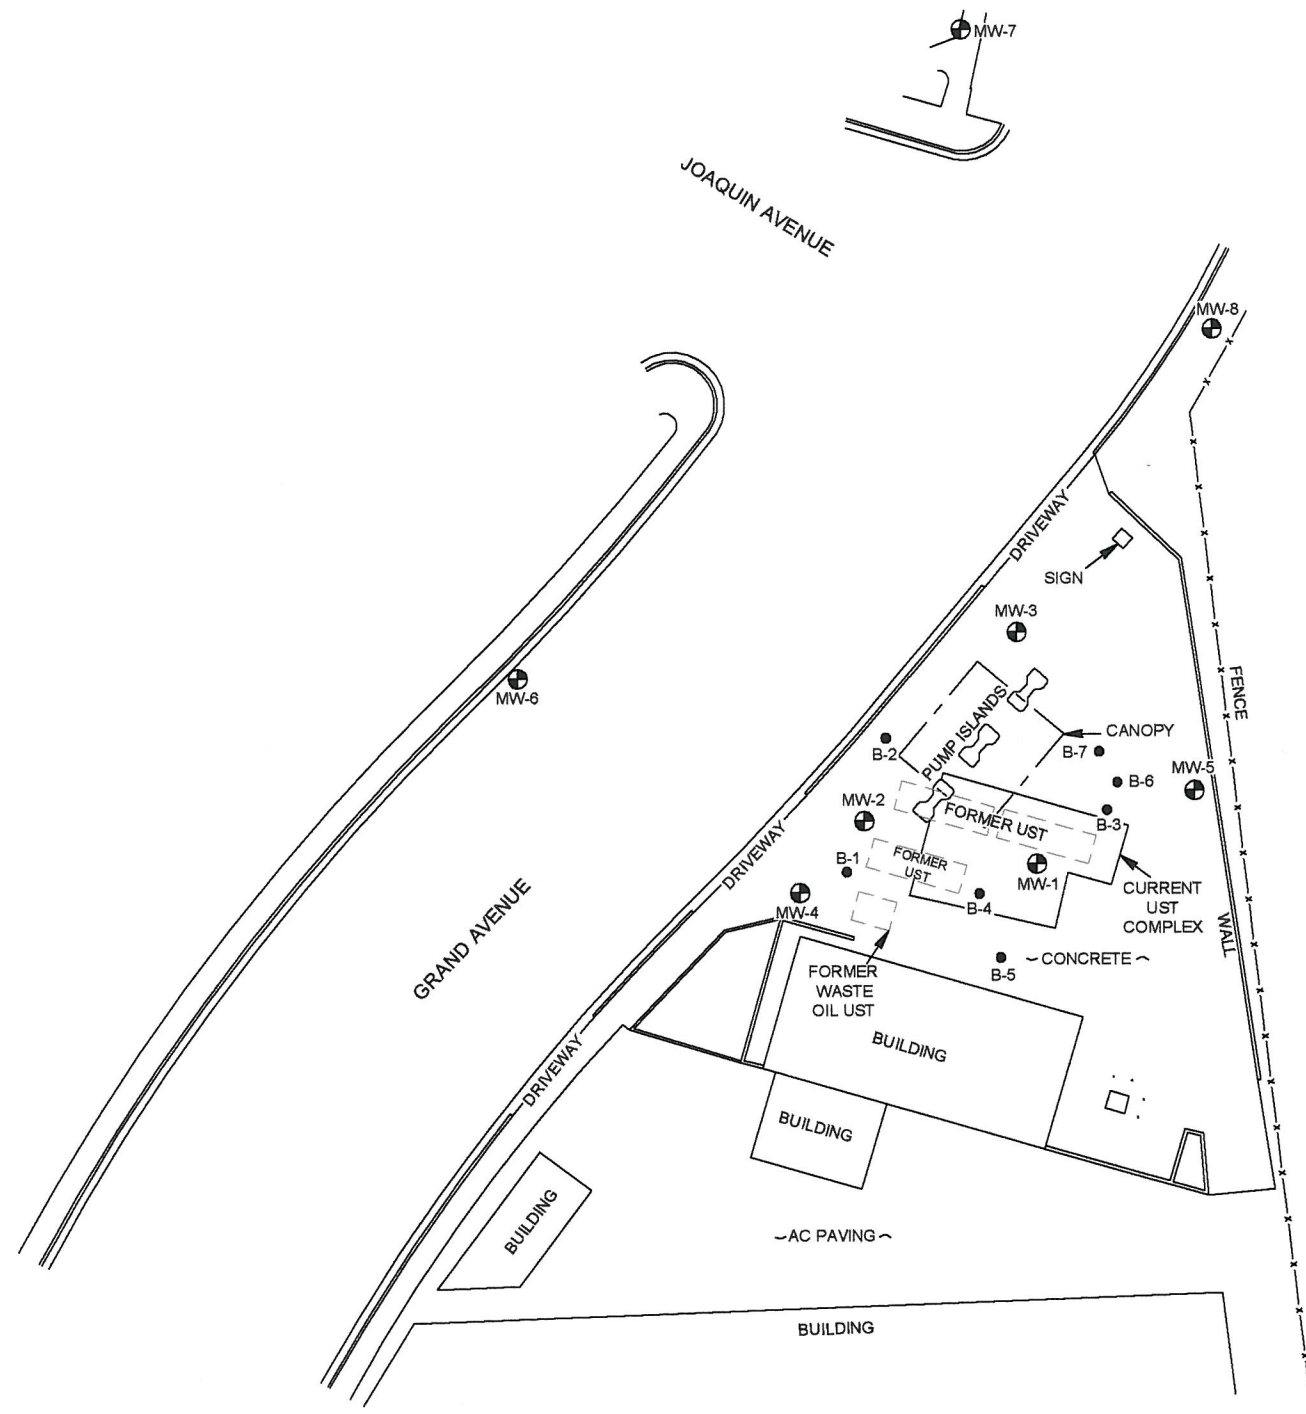 MW-7
JOAQUIN AVENUE
MW-8
DRIVEWAY
SIGN
MW-3
MW-6
FENCE
PUMP ISLANDS
CANOPY
B-2
B-7
B-6
MW-5
MW-2
FORMER UST
B-3
DRIVEWAY
B-1
FORMER
UST
MW-1
CURRENT
UST
COMPLEX
MW-4
B-4
WALL
GRAND AVENUE
B-5
~CONCRETE~
FORMER
WASTE
OIL UST
BUILDING
DRIVEWAY
BUILDING
BUILDING
~AC PAVING~
BUILDING